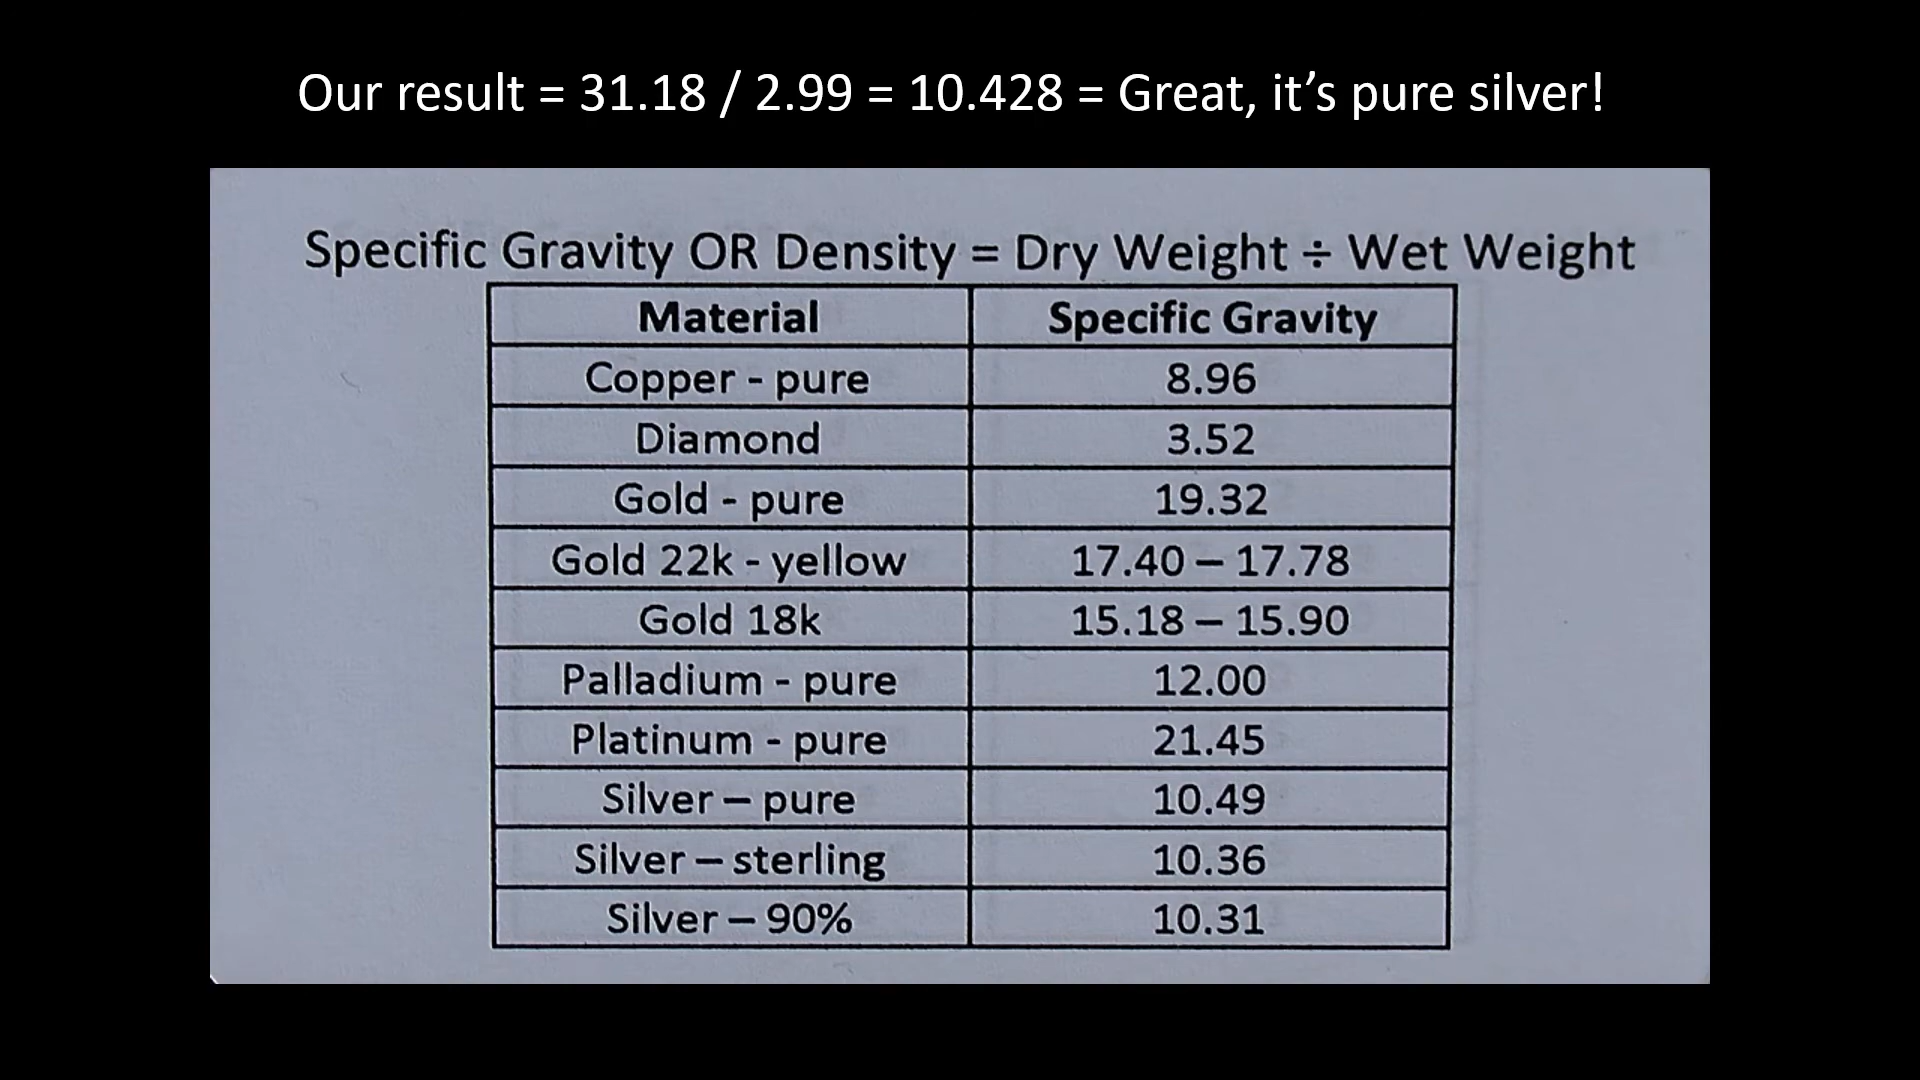 Our result = 31.18 / 2.99 = 10.428 = Great, it’s pure silver!
Specific Gravity OR Density = Dry Weight ÷ Wet Weight
Material Specific Gravity
Copper - pure 8.96
Diamond 3.52
Gold - pure 19.32
Gold 22k - yellow 17.40 – 17.78
Gold 18k 15.18 – 15.90
Palladium - pure 12.00
Platinum - pure 21.45
Silver – pure 10.49
Silver – sterling 10.36
Silver – 90% 10.31